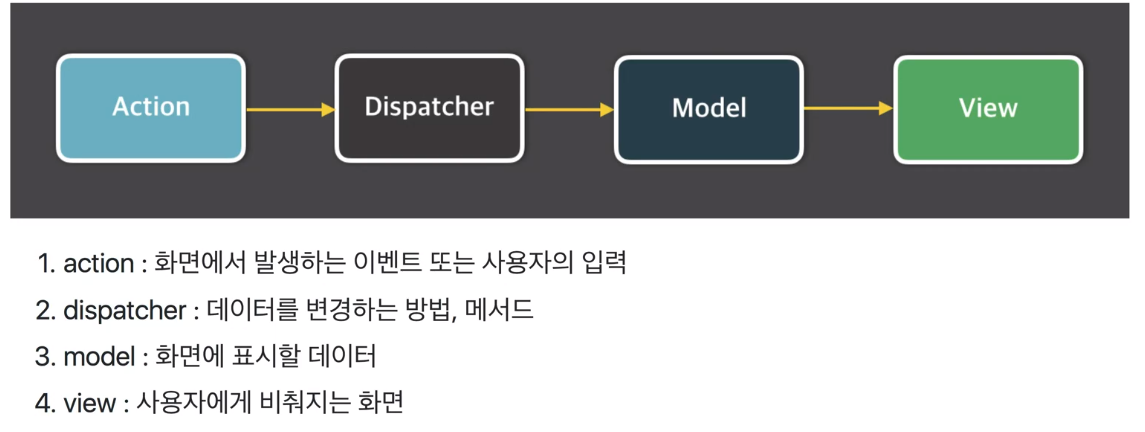 Action
Dispatcher
Model
View
1. action : 화면에서 발생하는 이벤트 또는 사용자의 입력
2. dispatcher : 데이터를 변경하는 방법, 메서드
3. model : 화면에 표시할 데이터
4. view : 사용자에게 비춰지는 화면